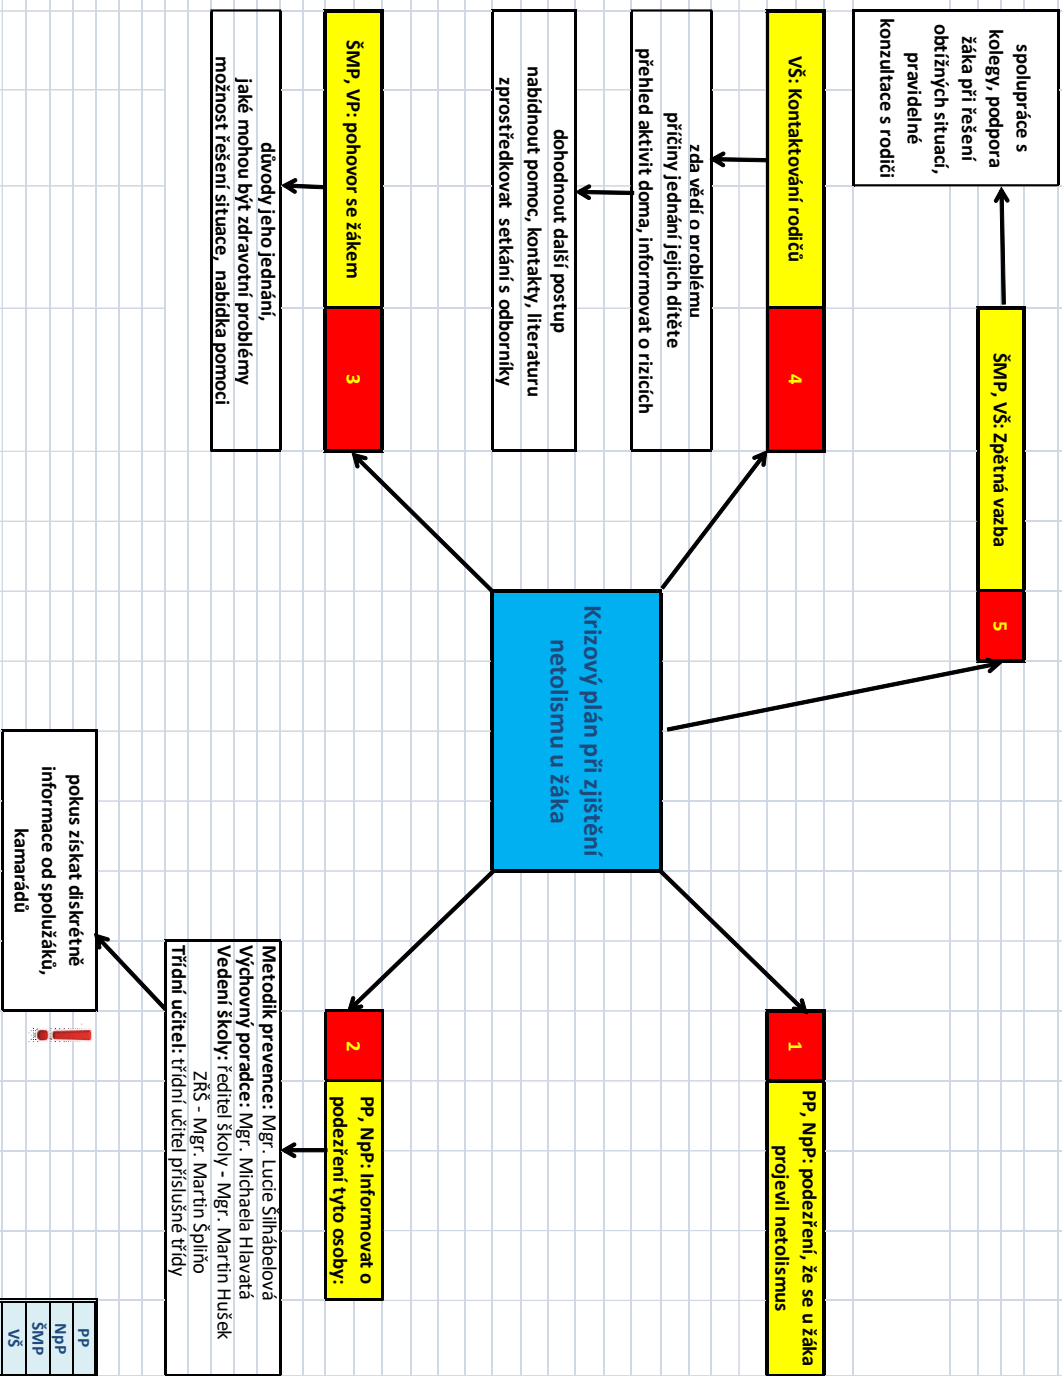 spolupráce s
kolegy, podpora
žáka při řešení
obtížných situací,
pravidelné
konzultace s rodiči
ŠMP, VŠ: Zpětná vazba
5
VŠ: Kontaktování rodičů
4
zda vědí o problému
příčiny jednání jejich dítěte
přehled aktivit doma, informovat o rizicích
dohodnout další postup
nabídnout pomoc, kontakty, literaturu
zprostředkovat setkání s odborníky
1
PP, NpP: podezření, že se u žáka
projevil netolismus
Krizový plán při zjištění
netolismu u žáka
ŠMP, VP: pohovor se žákem
3
důvody jeho jednání,
jaké mohou být zdravotní problémy
možnost řešení situace, nabídka pomoci
2
PP, NpP: Informovat o
podezření tyto osoby:
Metodik prevence: Mgr. Lucie Šilhábelová
Výchovný poradce: Mgr. Michaela Hlavatá
Vedení školy: ředitel školy - Mgr. Martin Hušek
ZŘŠ - Mgr. Martin Špliňo
Třídní učitel: třídní učitel příslušné třídy
pokus získat diskrétně
informace od spolužáků,
kamarádů
PP
NpP
ŠMP
VŠ